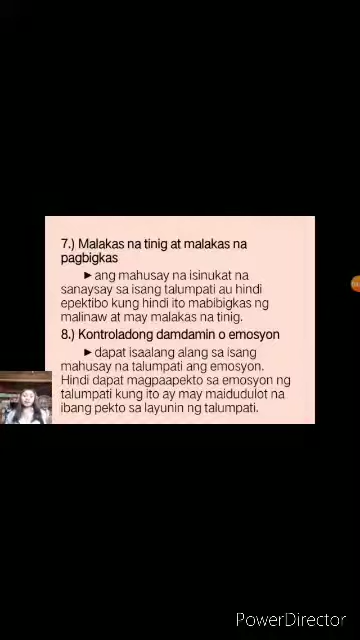 7.) Malakas na tinig at malakas na
pagbigkas
►ang mahusay na isinukat na
sanaysay sa isang talumpati au hindi
epektibo kung hindi ito mabibigkas ng
malinaw at may malakas na tinig.
8.) Kontroladong damdamin o emosyon
►dapat isaalang alang sa isang
mahusay na talumpati ang emosyon.
Hindi dapat magpaapekto sa emosyon ng
talumpati kung ito ay may maidudulot na
ibang pekto sa layunin ng talumpati.
PowerDirector